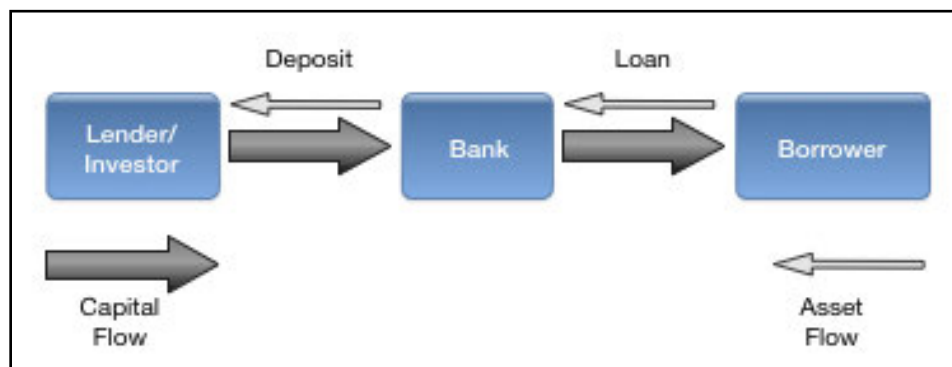 Deposit
Loan
Lender/
Investor
Bank
Borrower
Capital
Flow
Asset
Flow